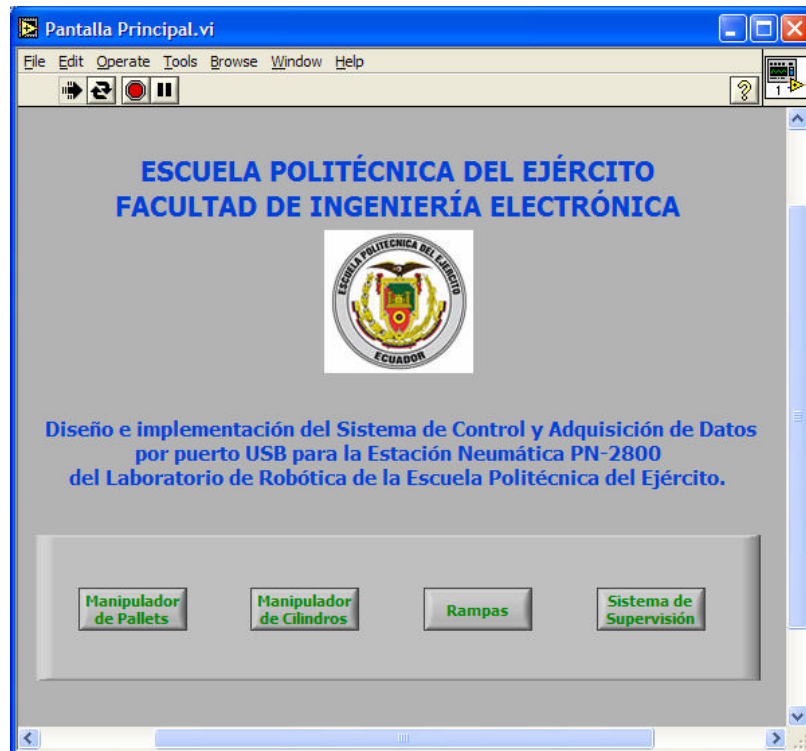 Pantalla Principal.vi
File Edit Operate Tools Browse Window Help
1
ESCUELA POLITÉCNICA DEL EJÉRCITO
FACULTAD DE INGENIERÍA ELECTRÓNICA
ESCUELA POLITECNICA DEL EJERCITO
ECUADOR
Diseño e implementación del Sistema de Control y Adquisición de Datos
por puerto USB para la Estación Neumática PN-2800
del Laboratorio de Robótica de la Escuela Politécnica del Ejército.
Manipulador
de Pallets
Manipulador
de Cilindros
Rampas
Sistema de
Supervisión